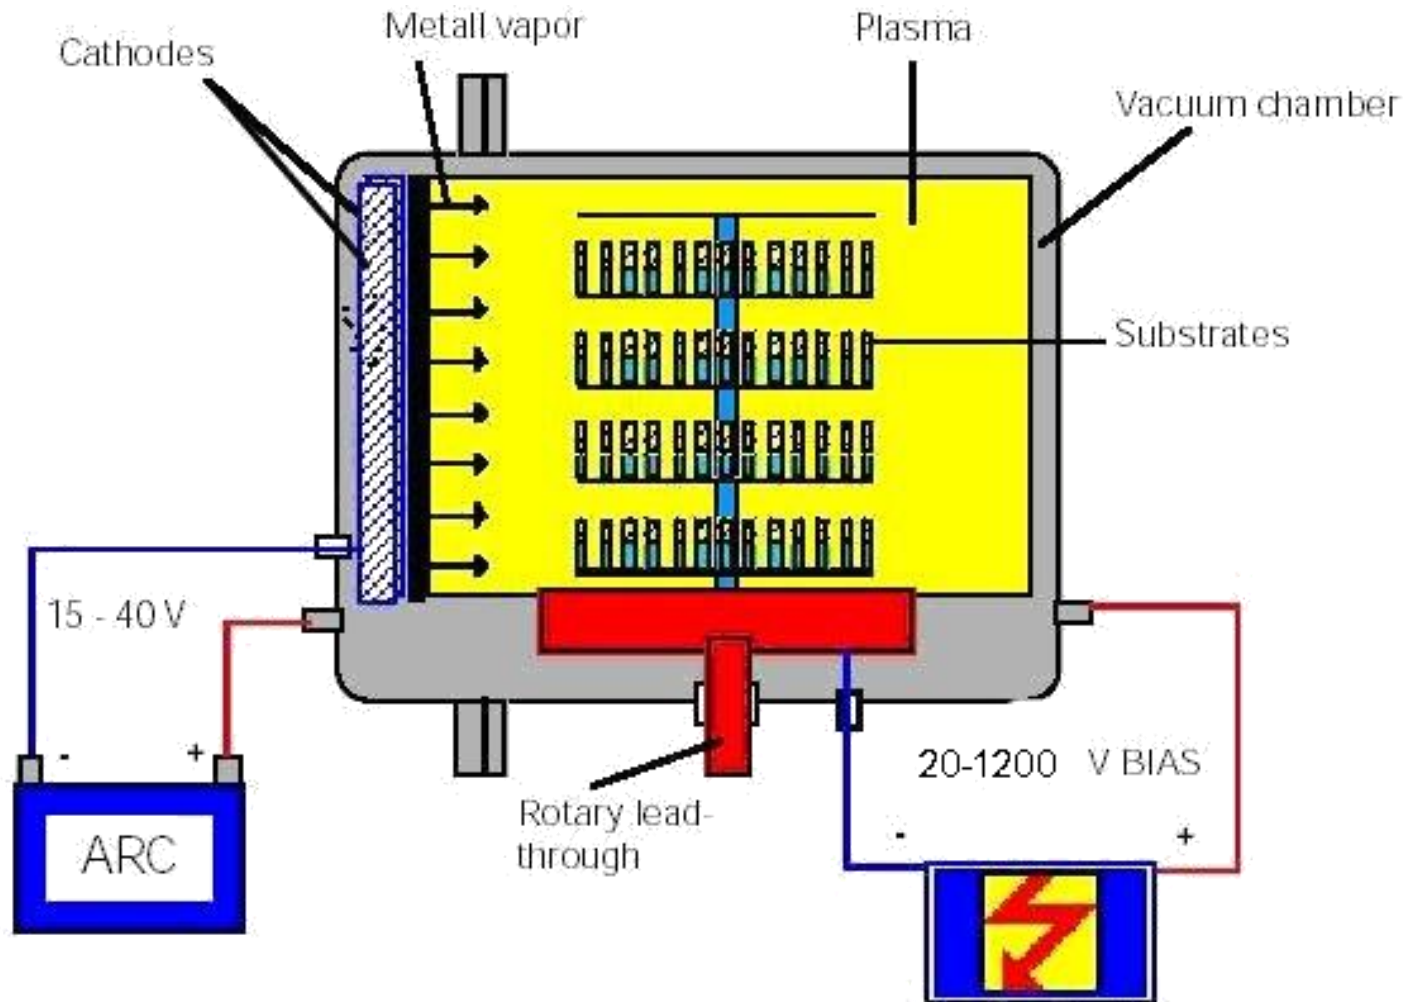 Metall vapor
Plasma
Cathodes
Vacuum chamber
Substrates
15 - 40 V
- +
20-1200 V BIAS
Rotary lead-
through
- +
ARC